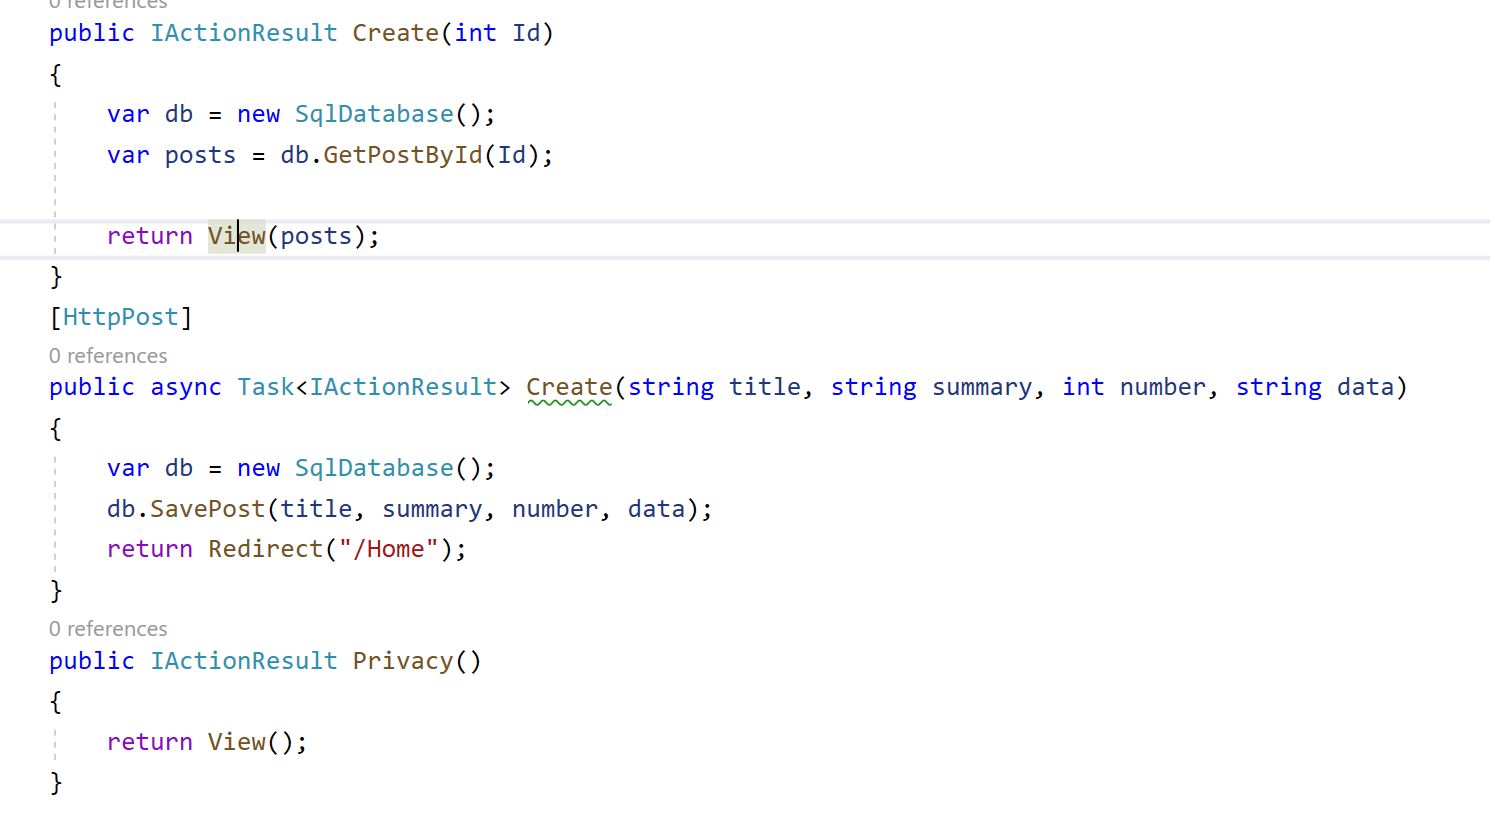 0 references
public IActionResult Create(int Id)
{
var db = new SqlDatabase();
var posts = db.GetPostById(Id);
return View(posts);
}
[HttpPost]
0 references
public async Task<IActionResult> Create(string title, string summary, int number, string data)
{
var db = new SqlDatabase();
db.SavePost(title, summary, number, data);
return Redirect("/Home");
}
0 references
public IActionResult Privacy()
{
return View();
}